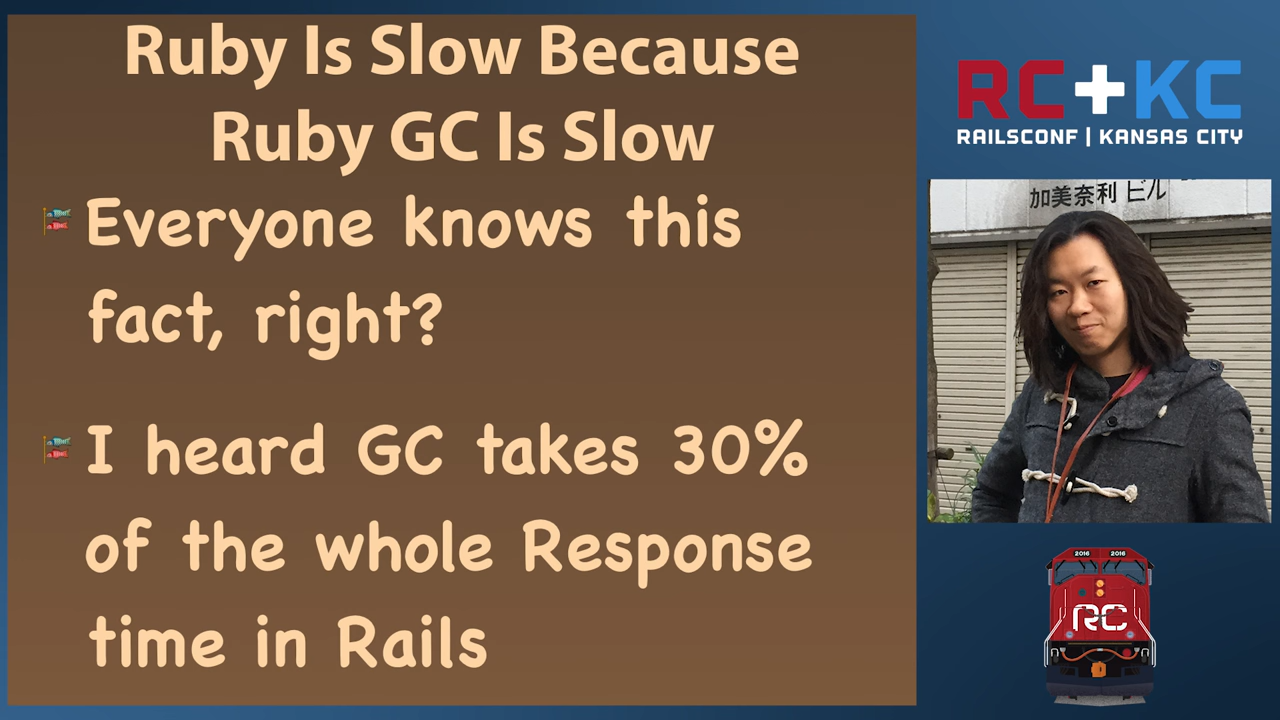 Ruby Is Slow Because
Ruby GC Is Slow
Everyone knows this
fact, right?
I heard GC takes 30%
of the whole Response
time in Rails
RC+KC
RAILSCONF | KANSAS CITY
加美奈利 ビル
2016 2016
RC